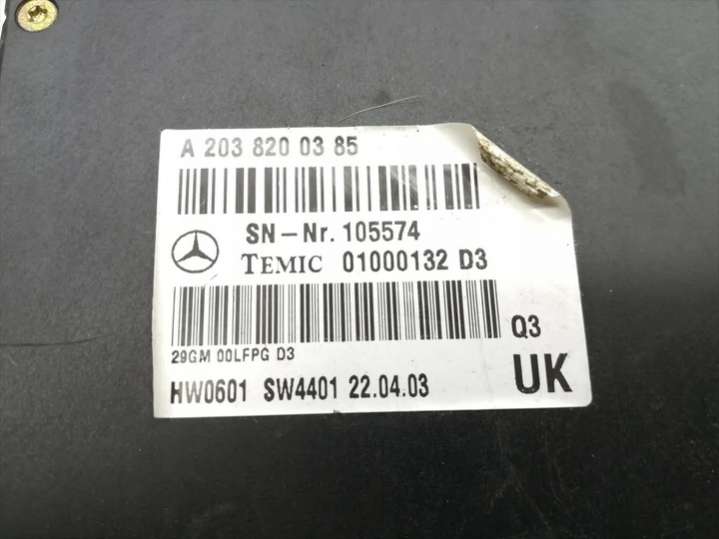 A 203 820 03 85
SN-Nr. 105574
TEMIC 01000132 D3
Q3
29GM 00LFPG D3
HW0601 SW4401 22.04.03
UK